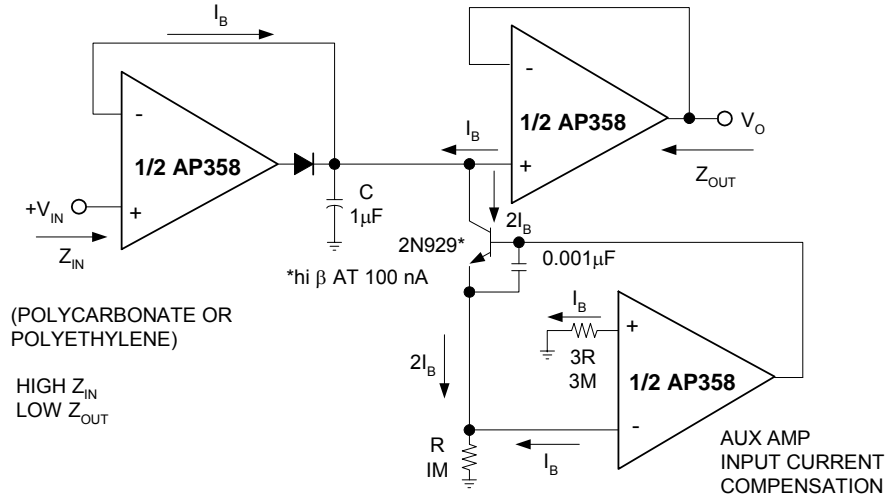 I_B
-
1/2 AP358
+
+V_IN
Z_IN
C
1μF
I_B
-
1/2 AP358
+
V_O
Z_OUT
2I_B
2N929*
0.001μF
*hi β AT 100 nA
(POLYCARBONATE OR
POLYETHYLENE)
HIGH Z_IN
LOW Z_OUT
2I_B
I_B
3R
3M
+
1/2 AP358
-
R
IM
I_B
AUX AMP
INPUT CURRENT
COMPENSATION